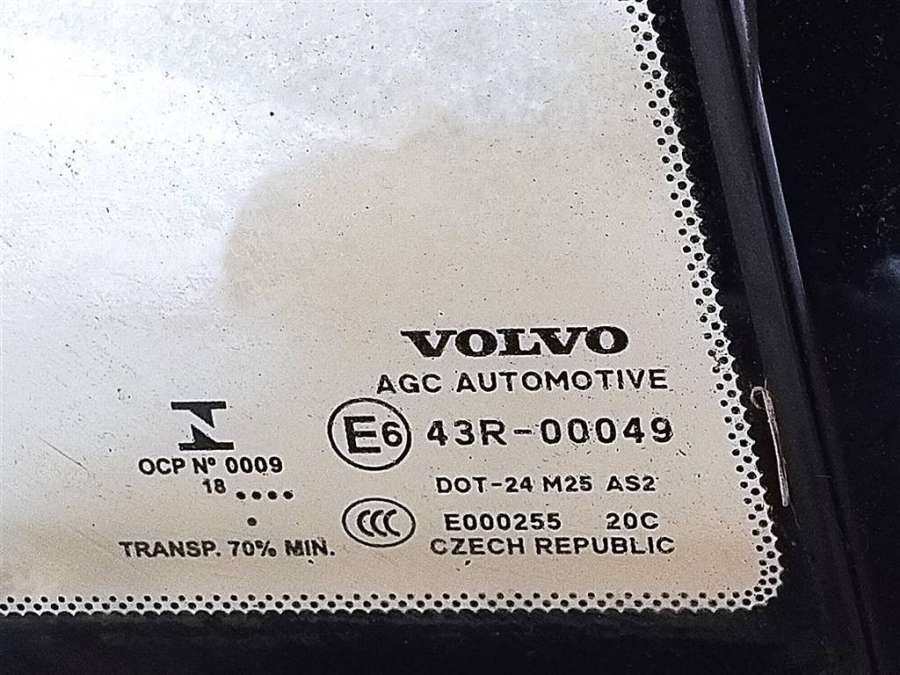 VOLVO
AGC AUTOMOTIVE
E6 43R-00049
OCP Nº 0009
18 ....
.
TRANSP. 70% MIN.
DOT-24 M25 AS2
CCC E000255 20C
CZECH REPUBLIC